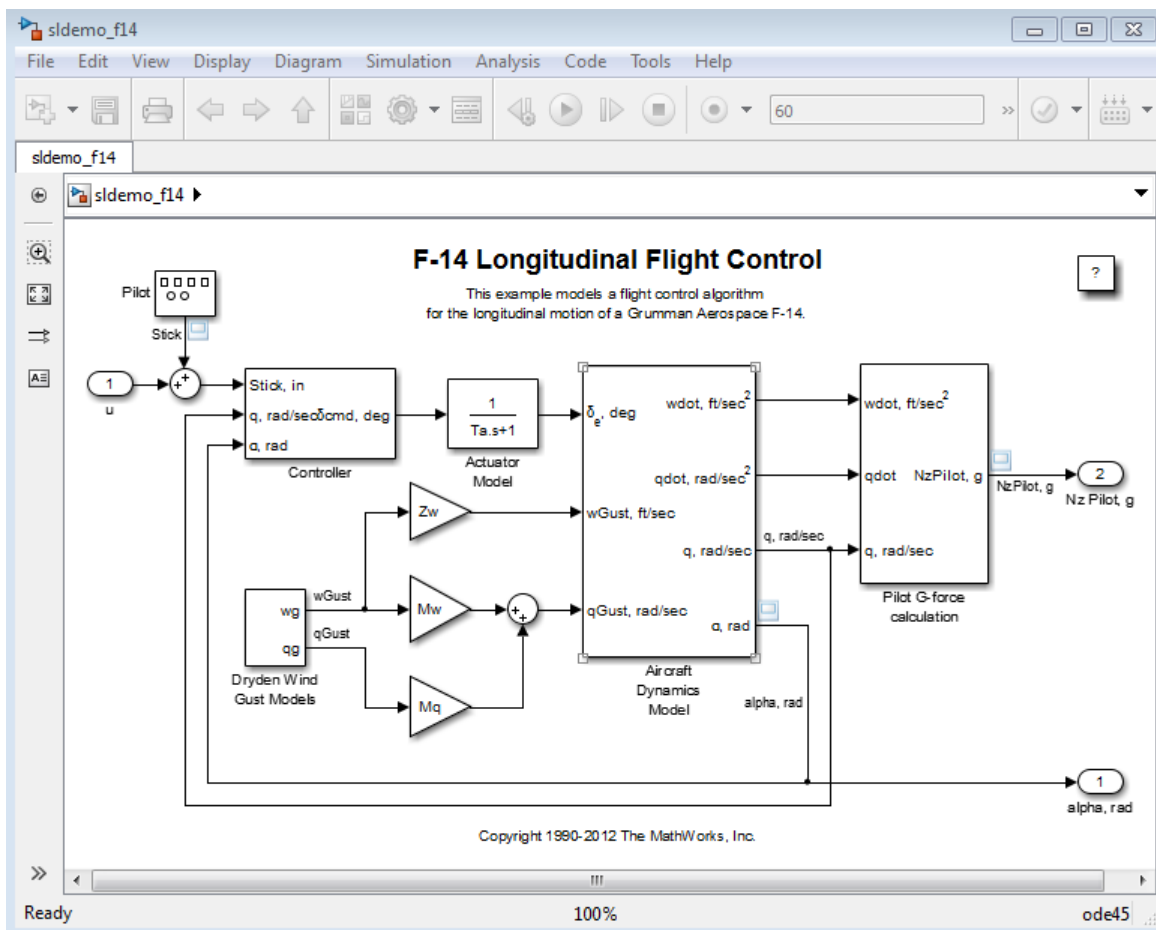 sldemo_f14
File Edit View Display Diagram Simulation Analysis Code Tools Help
60
sldemo_f14
sldemo_f14
F-14 Longitudinal Flight Control
This example models a flight control algorithm
for the longitudinal motion of a Grumman Aerospace F-14.
?
Pilot
Stick
1
u
Stick, in
q, rad/secδcmd, deg
α, rad
Controller
1
Ta.s+1
Actuator
Model
δe, deg
wGust, ft/sec
qGust, rad/sec
wdot, ft/sec2
qdot, rad/sec2
q, rad/sec
α, rad
Aircraft
Dynamics
Model
q, rad/sec
alpha, rad
wdot, ft/sec2
qdot
q, rad/sec
NzPilot, g
Pilot G-force
calculation
NzPilot, g
2
Nz Pilot, g
wg
qg
wGust
qGust
Dryden Wind
Gust Models
Zw
Mw
Mq
1
alpha, rad
Copyright 1990-2012 The MathWorks, Inc.
Ready 100% ode45